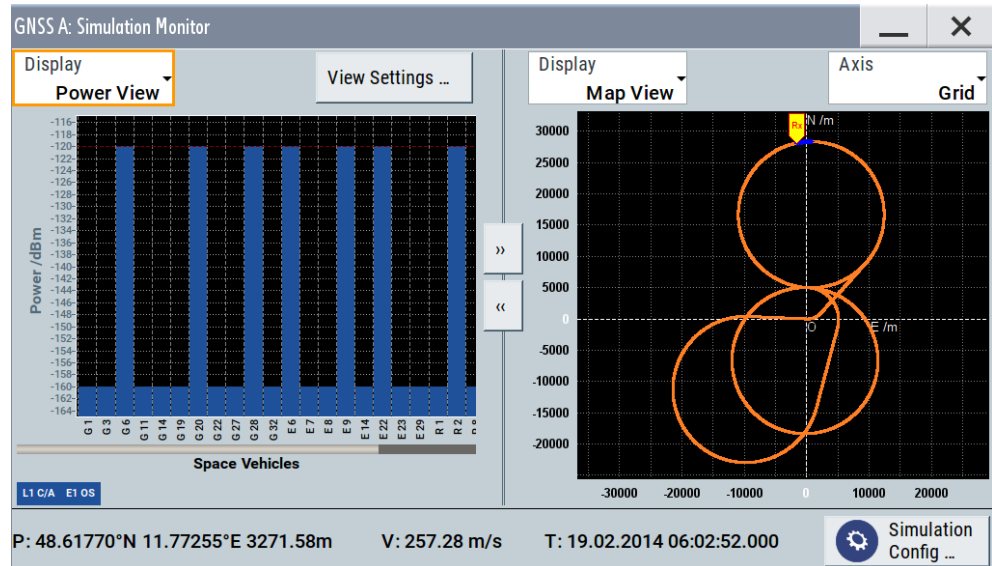 GNSS A: Simulation Monitor
Display
Power View
View Settings ...
Display
Map View
Axis
Grid
-116
-118
-120
-122
-124
-126
-128
-130
-132
-134
-136
-138
-140
-142
-144
-146
-148
-150
-152
-154
-156
-158
-160
-162
-164
Power /dBm
G 1
G 3
G 6
G 11
G 14
G 19
G 20
G 22
G 27
G 28
G 32
E 6
E 7
E 8
E 9
E 14
E 22
E 23
E 29
R 1
R 2
Space Vehicles
L1 C/A E1 OS
››
‹‹
Rx
N /m
30000
25000
20000
15000
10000
5000
0
-5000
-10000
-15000
-20000
O
E /m
-30000
-20000
-10000
0
10000
20000
P: 48.61770°N 11.77255°E 3271.58m
V: 257.28 m/s
T: 19.02.2014 06:02:52.000
Simulation
Config ...